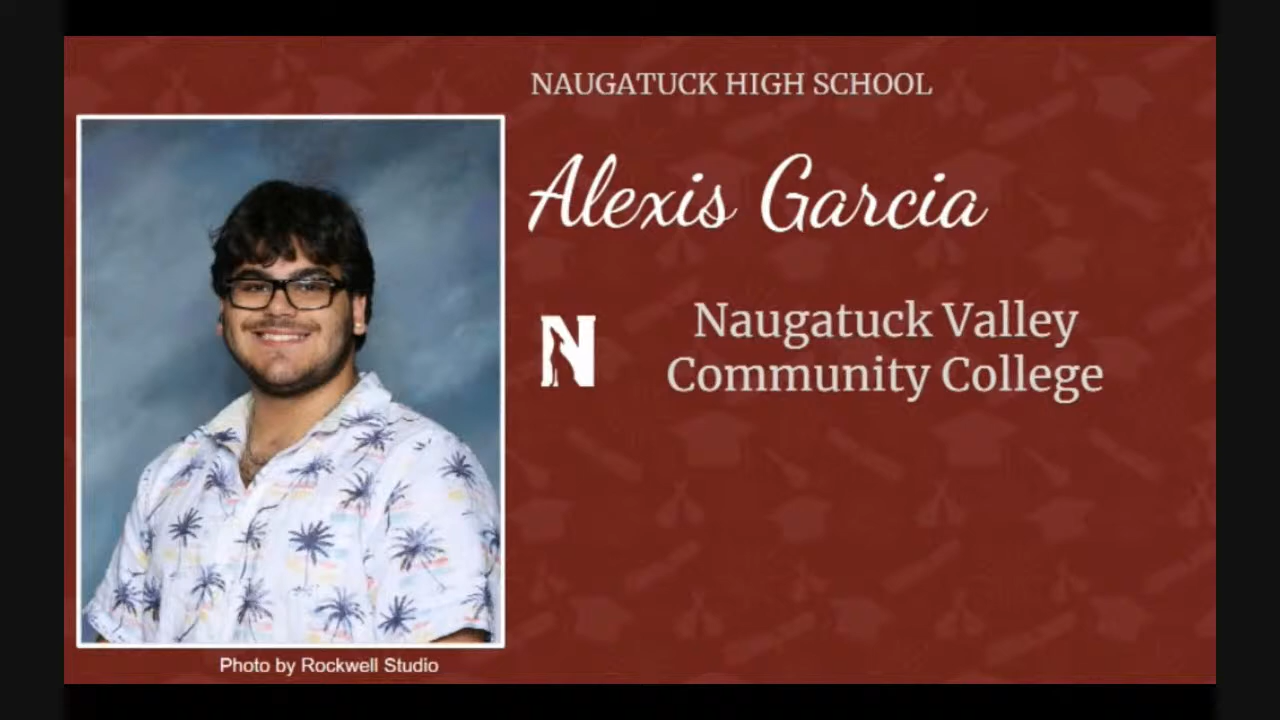 NAUGATUCK HIGH SCHOOL
Alexis Garcia
N
Naugatuck Valley
Community College
Photo by Rockwell Studio